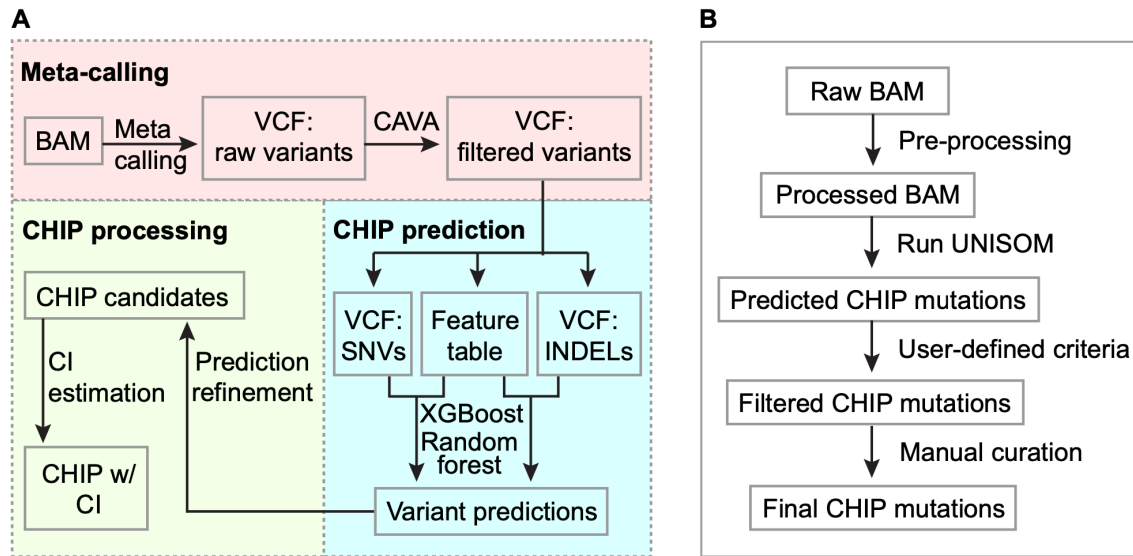 A
Meta-calling
BAM
Meta
calling
VCF:
raw variants
CAVA
VCF:
filtered variants
CHIP processing
CHIP candidates
CI
estimation
Prediction
refinement
CHIP w/
CI
CHIP prediction
VCF:
SNVs
Feature
table
VCF:
INDELs
XGBoost
Random
forest
Variant predictions
B
Raw BAM
Pre-processing
Processed BAM
Run UNISOM
Predicted CHIP mutations
User-defined criteria
Filtered CHIP mutations
Manual curation
Final CHIP mutations